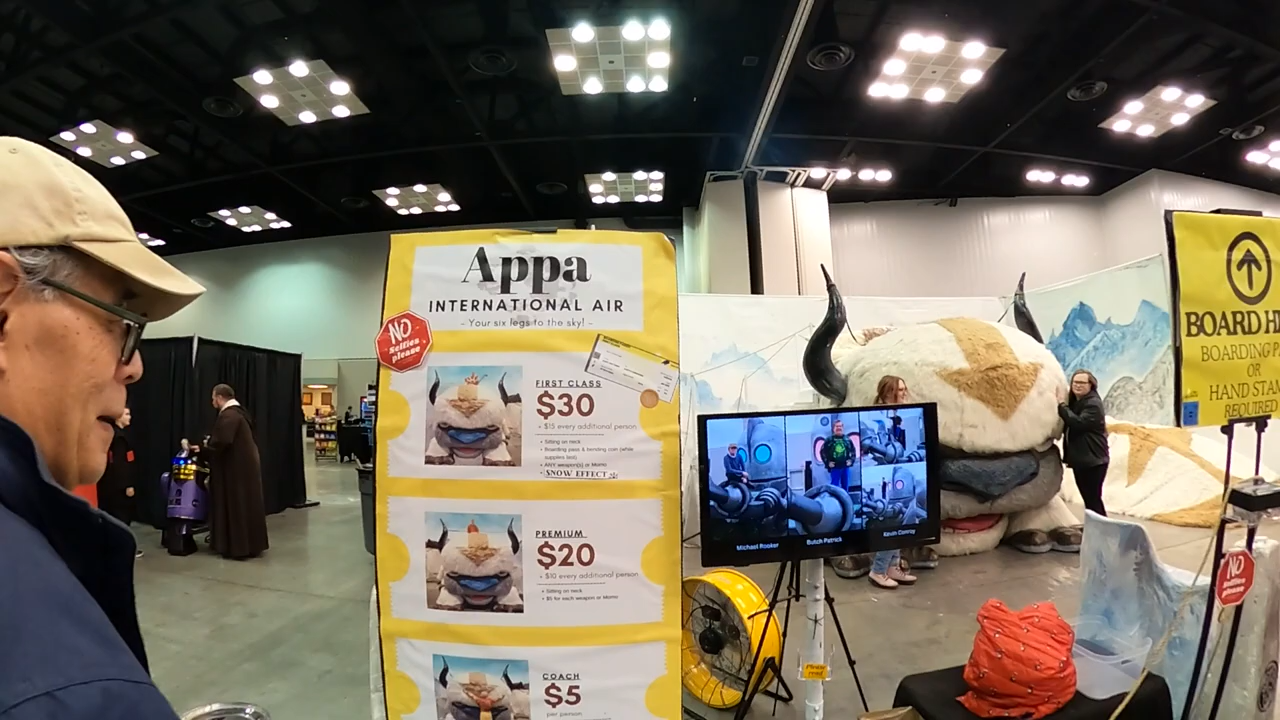 Appa
INTERNATIONAL AIR
- Your six legs to the sky! -
NO
Selfies
please
FIRST CLASS
$30
+ $15 every additional person
• Sitting on neck
• Boarding pass & bending coin (while
supplies last)
• ANY weapon(s) or Momo
SNOW EFFECT
PREMIUM
$20
+ $10 every additional person
• Sitting on neck
• $5 for each weapon or Momo
COACH
$5
per person
Michael Rooker
Butch Patrick
Kevin Conroy
Please
read
BOARD
BOARDING
OR
HAND STA
REQUIRED
NO
Selfies
please